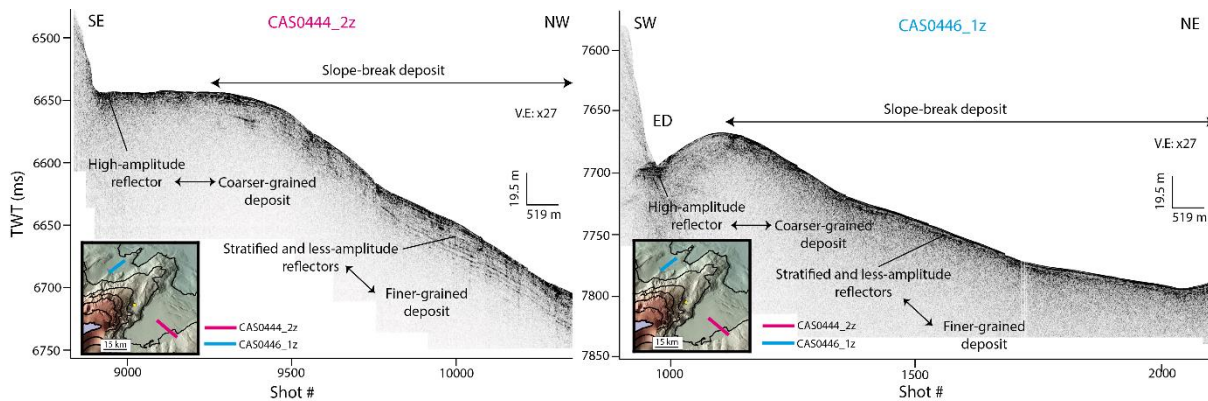 SE
CAS0444_2z
NW
6500
6650
6600
6650
6700
6750
TWT (ms)
Slope-break deposit
V.E: x27
High-amplitude
reflector
Coarser-grained
deposit
19.5 m
519 m
Stratified and less-amplitude
reflectors
Finer-grained
deposit
15 km
CAS0444_2z
CAS0446_1z
9000
9500
10000
Shot #
SW
CAS0446_1z
NE
7600
7650
7700
7750
7800
7850
Slope-break deposit
ED
V.E: x27
High-amplitude
reflector
Coarser-grained
deposit
19.5 m
519 m
Stratified and less-amplitude
reflectors
Finer-grained
deposit
15 km
CAS0444_2z
CAS0446_1z
1000
1500
2000
Shot #